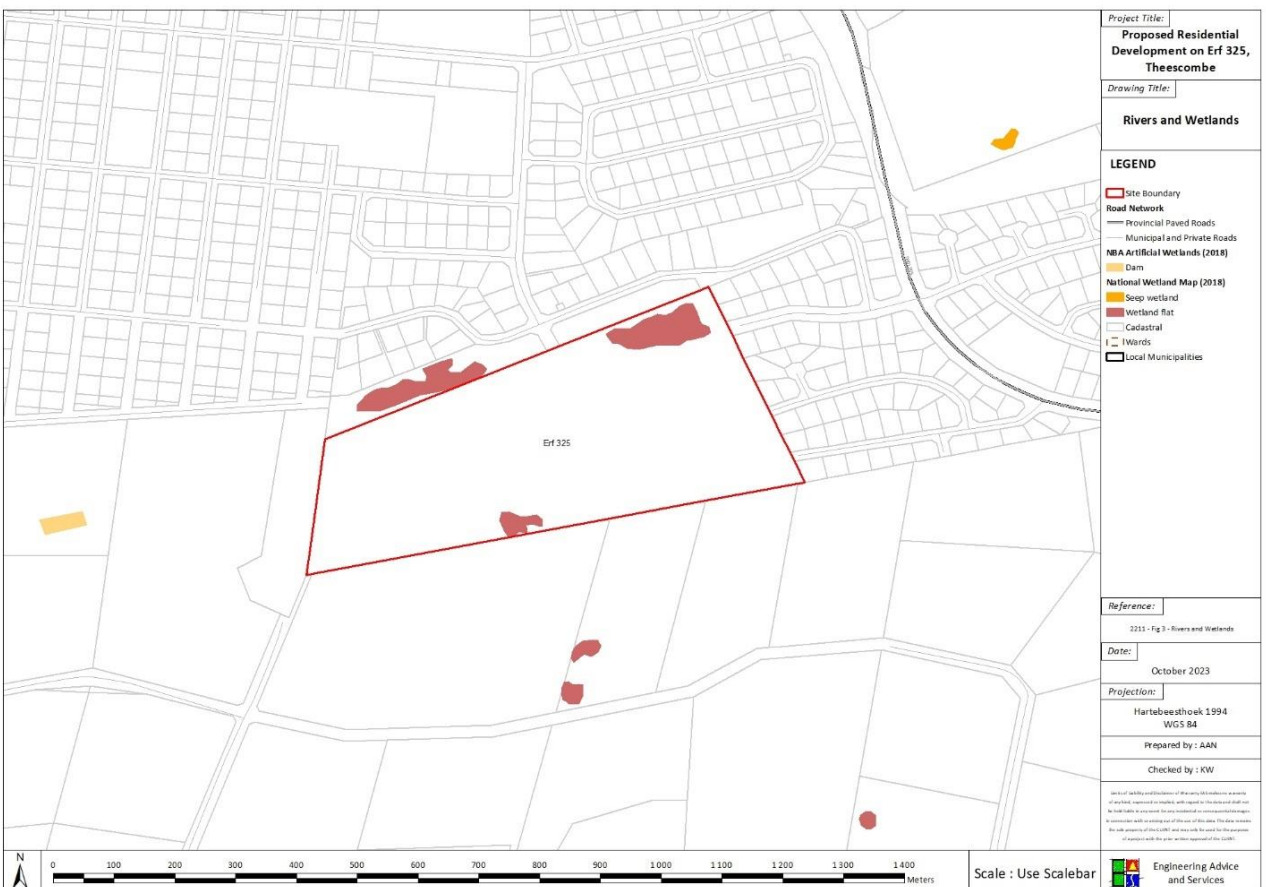 Project Title:
Proposed Residential
Development on Erf 325,
Theescombe
Drawing Title:
Rivers and Wetlands
LEGEND
Site Boundary
Road Network
Provincial Paved Roads
Municipal and Private Roads
NBA Artificial Wetlands (2018)
Dam
National Wetland Map (2018)
Seep wetland
Wetland flat
Cadastral
Wards
Local Municipalities
Erf 325
Reference:
2211 - Fig 3 - Rivers and Wetlands
Date:
October 2023
Projection:
Hartebeesthoek 1994
WGS 84
Prepared by : AAN
Checked by : KW
N
0 100 200 300 400 500 600 700 800 900 1 000 1 100 1 200 1 300 1 400
Meters
Scale : Use Scalebar
Engineering Advice
and Services